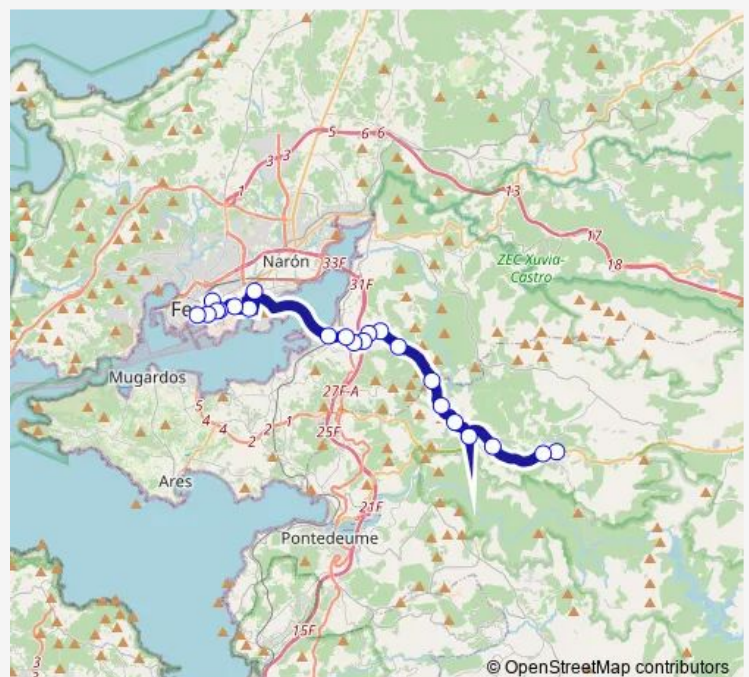 5
6
6
3
3
1
13
17
18
ZEC Xuvia-
Castro
Narón
33F
31F
Fe
Mugardos
27F-A
5
4
4
2
2
1
25F
Ares
21F
Pontedeume
15F
3
2
© OpenStreetMap contributors